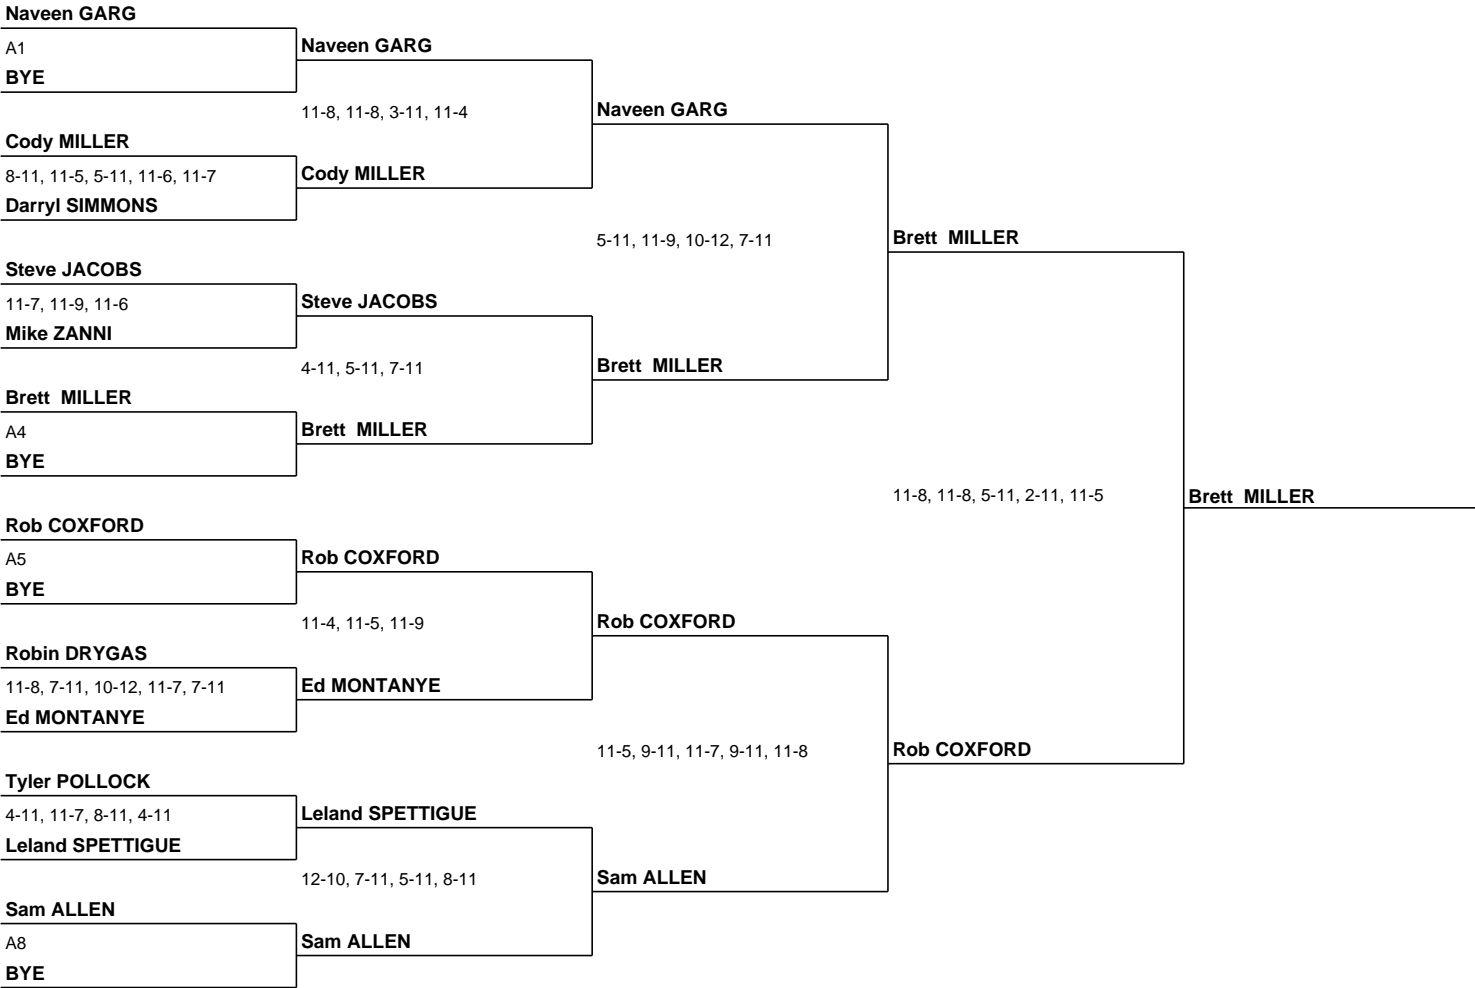 Naveen GARG
A1
BYE
Cody MILLER
8-11, 11-5, 5-11, 11-6, 11-7
Darryl SIMMONS
Steve JACOBS
11-7, 11-9, 11-6
Mike ZANNI
Brett  MILLER
A4
BYE
Rob COXFORD
A5
BYE
Robin DRYGAS
11-8, 7-11, 10-12, 11-7, 7-11
Ed MONTANYE
Tyler POLLOCK
4-11, 11-7, 8-11, 4-11
Leland SPETTIGUE
Sam ALLEN
A8
BYE
Naveen GARG
11-8, 11-8, 3-11, 11-4
Cody MILLER
Steve JACOBS
4-11, 5-11, 7-11
Brett  MILLER
Rob COXFORD
11-4, 11-5, 11-9
Ed MONTANYE
Leland SPETTIGUE
12-10, 7-11, 5-11, 8-11
Sam ALLEN
Naveen GARG
5-11, 11-9, 10-12, 7-11
Brett  MILLER
Rob COXFORD
11-5, 9-11, 11-7, 9-11, 11-8
Sam ALLEN
Brett  MILLER
11-8, 11-8, 5-11, 2-11, 11-5
Rob COXFORD
Brett  MILLER